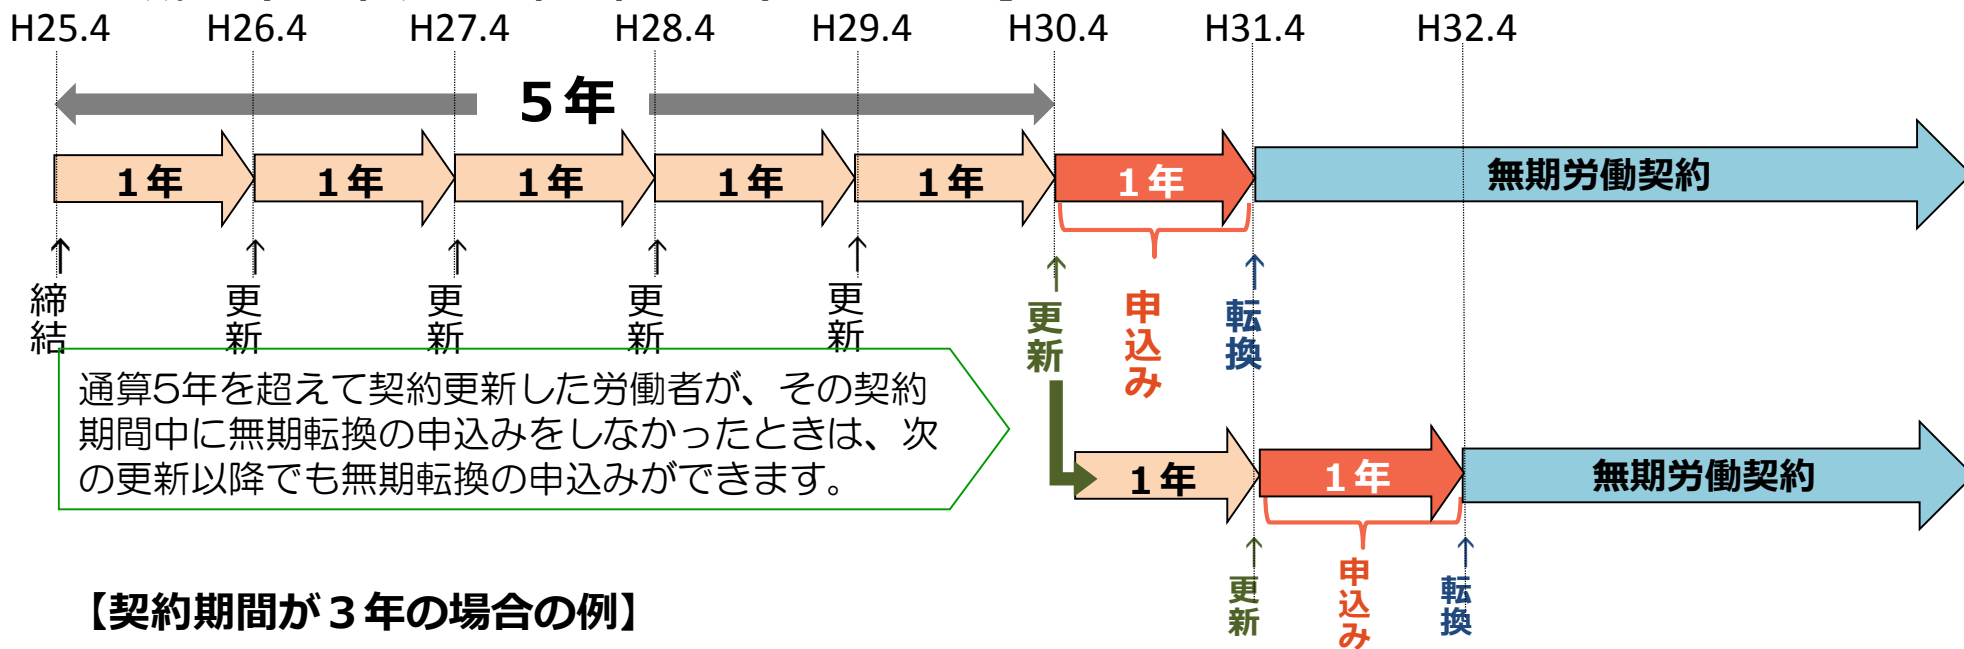 H25.4 H26.4 H27.4 H28.4 H29.4 H30.4 H31.4 H32.4
5年
1年 1年 1年 1年 1年 1年 無期労働契約
締結 更新 更新 更新 更新 更新 申込み 転換
通算5年を超えて契約更新した労働者が、その契約
期間中に無期転換の申込みをしなかったときは、次
の更新以降でも無期転換の申込みができます。
1年 1年 無期労働契約
更新 申込み 転換
【契約期間が3年の場合の例】